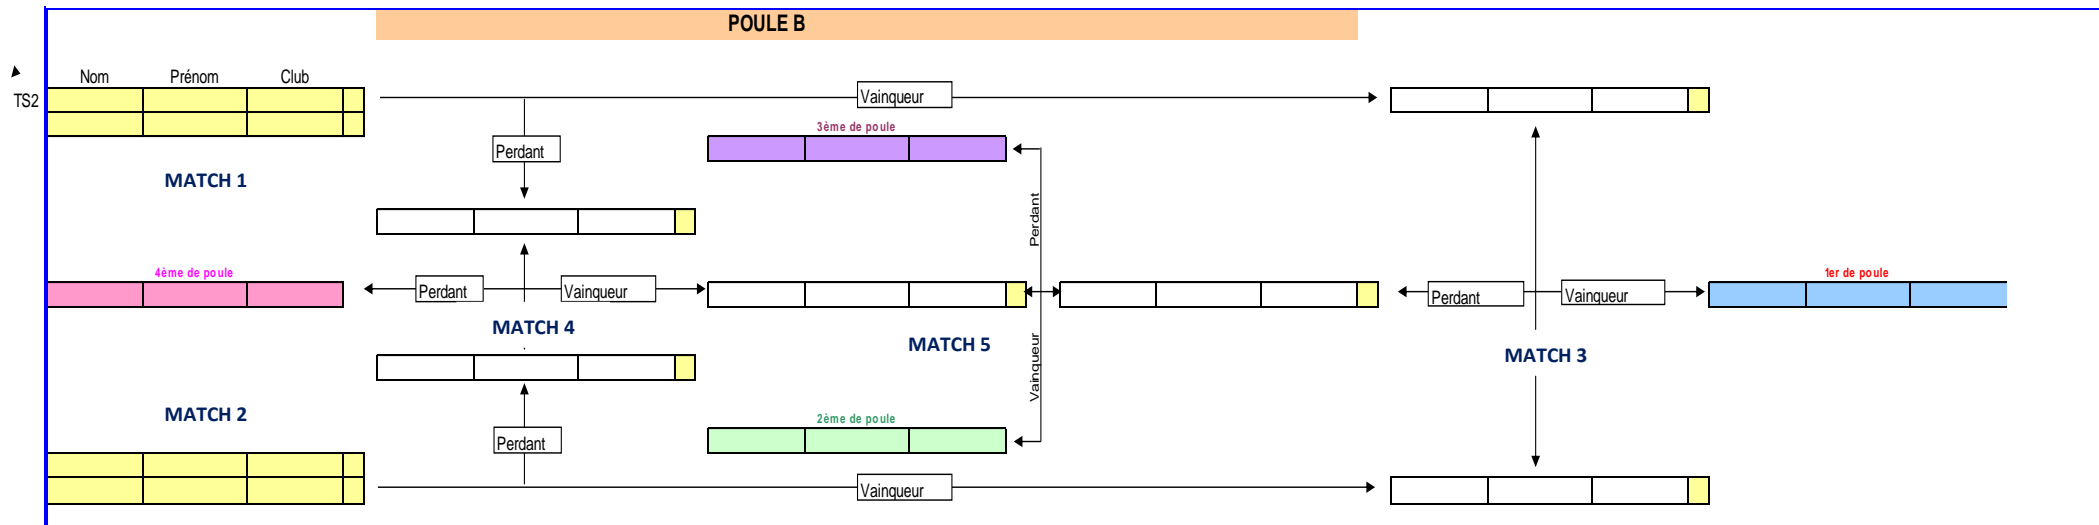 POULE B
Nom Prénom Club
TS2
Vainqueur
3ème de poule
Perdant
MATCH 1
Perdant
4ème de poule
1er de poule
Perdant
Vainqueur
Perdant
Vainqueur
MATCH 4
MATCH 5
MATCH 3
Vainqueur
MATCH 2
2ème de poule
Perdant
Vainqueur